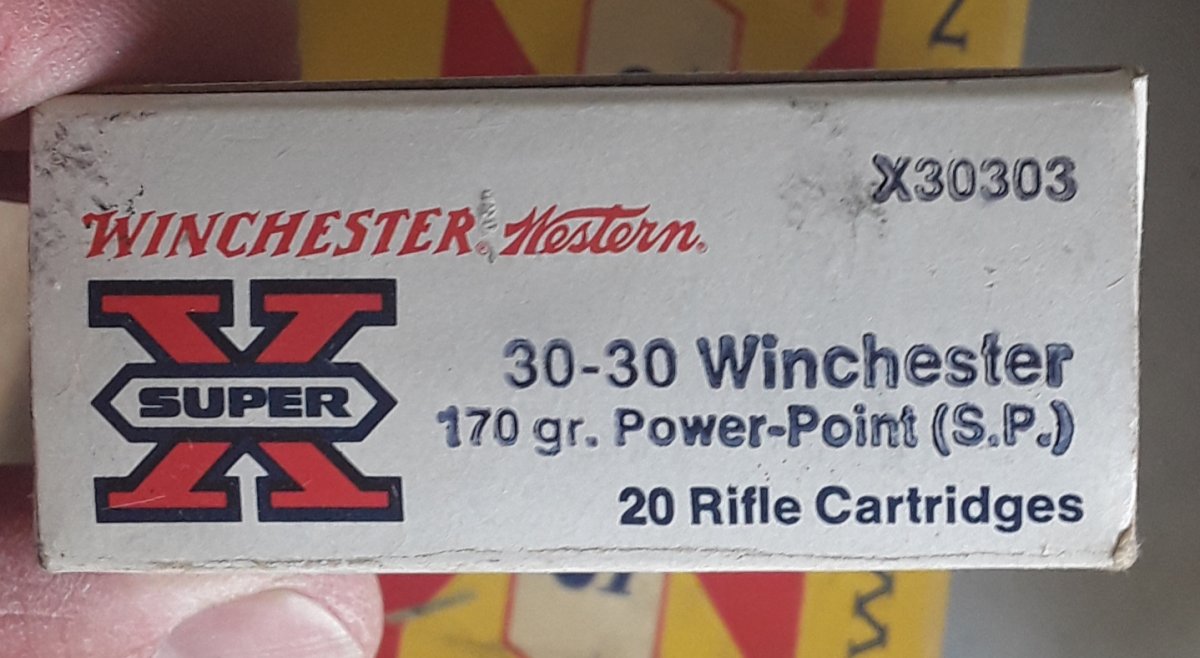 X30303
WINCHESTER® Western®
SUPER X
30-30 Winchester
170 gr. Power-Point (S.P.)
20 Rifle Cartridges